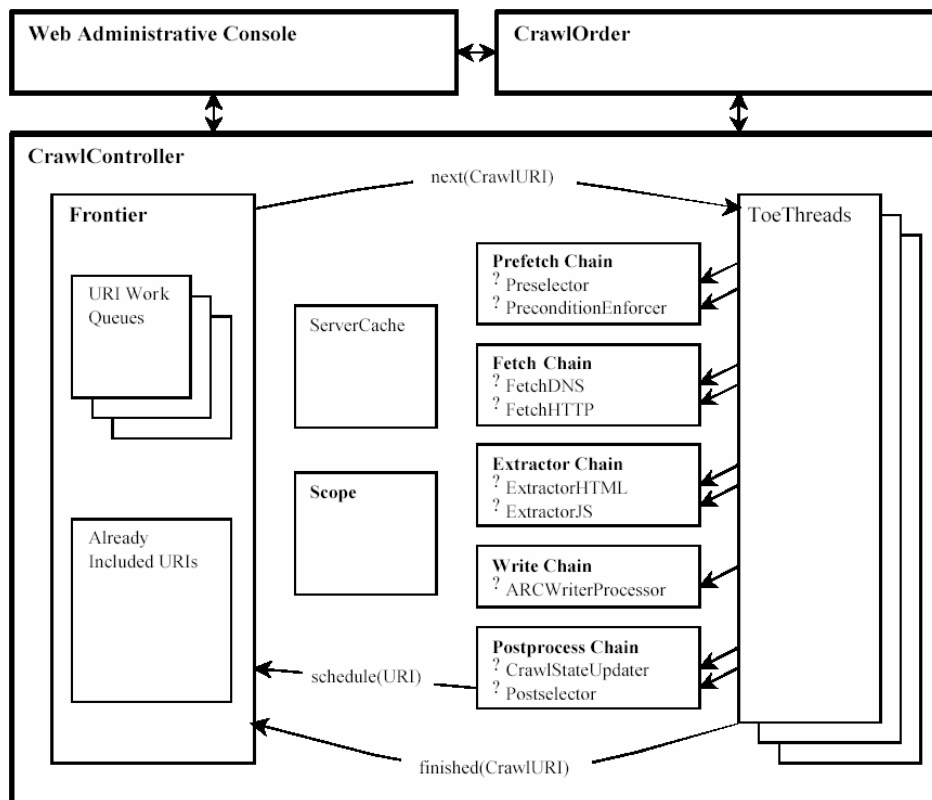 Web Administrative Console
CrawlOrder
CrawlController
next(CrawlURI)
Frontier
ToeThreads
URI Work
Queues
ServerCache
Prefetch Chain
? Preselector
? PreconditionEnforcer
Fetch Chain
? FetchDNS
? FetchHTTP
Scope
Extractor Chain
? ExtractorHTML
? ExtractorJS
Already
Included URIs
Write Chain
? ARCWriterProcessor
Postprocess Chain
? CrawlStateUpdater
? Postselector
schedule(URI)
finished(CrawlURI)